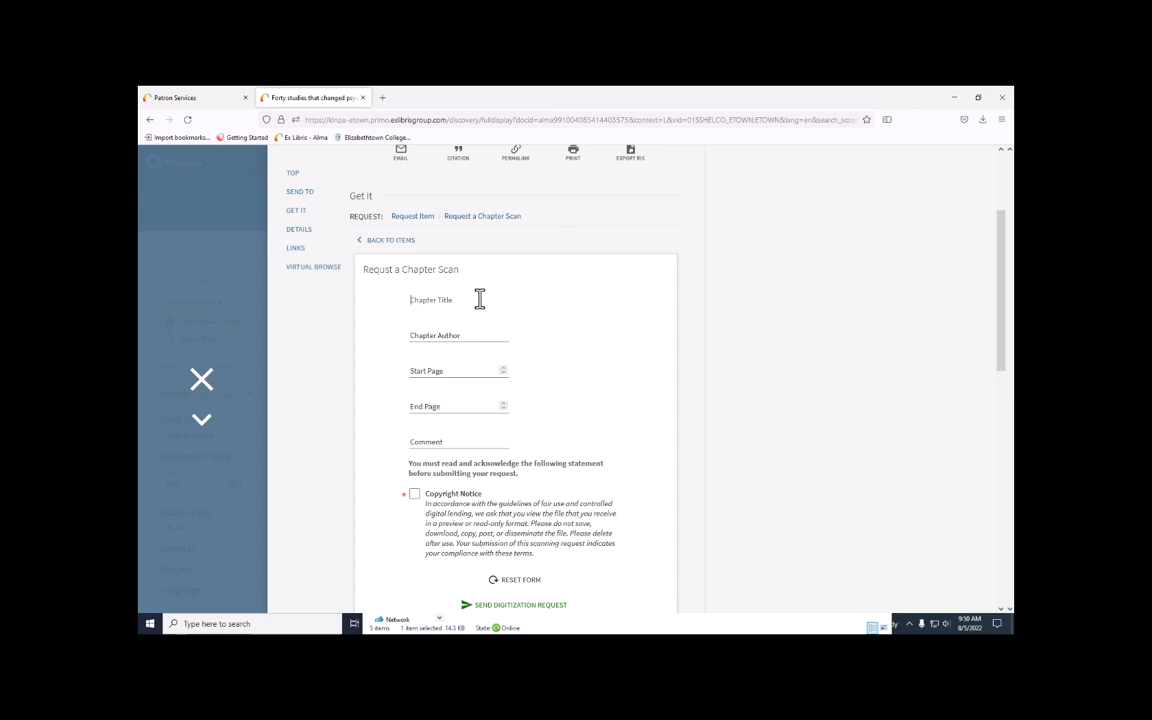 Patron Services
Forty studies that changed psy
https://klnpa-etown.primo.exlibrisgroup.com/discovery/fulldisplay?docid=alma991004083414403575&context=L&vid=01SSHELCO_ETOWN:ETOWN&lang=en&search_scop
Import bookmarks... Getting Started Ex Libris - Alma Elizabethtown College...
EMAIL CITATION PERMALINK PRINT EXPORT RIS
TOP
SEND TO
GET IT
DETAILS
LINKS
VIRTUAL BROWSE
Get It
REQUEST: Request Item Request a Chapter Scan
BACK TO ITEMS
Requst a Chapter Scan
Chapter Title
Chapter Author
Start Page
End Page
Comment
You must read and acknowledge the following statement
before submitting your request.
* Copyright Notice
In accordance with the guidelines of fair use and controlled
digital lending, we ask that you view the file that you receive
in a preview or read-only format. Please do not save,
download, copy, post, or disseminate the file. Please delete
after use. Your submission of this scanning request indicates
your compliance with these terms.
RESET FORM
SEND DIGITIZATION REQUEST
Type here to search
Network
5 items 1 item selected 14.3 KB State: Online
9:50 AM
8/5/2022